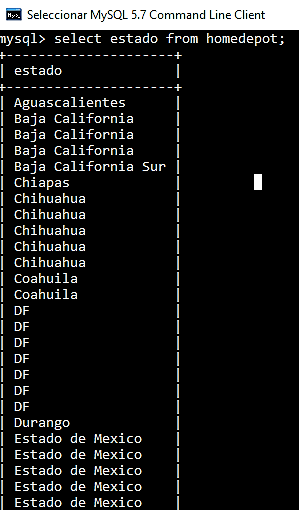 Seleccionar MySQL 5.7 Command Line Client
mysql> select estado from homedepot;
+---------------------+
| estado              |
+---------------------+
| Aguascalientes      |
| Baja California     |
| Baja California     |
| Baja California     |
| Baja California Sur |
| Chiapas             |
| Chihuahua           |
| Chihuahua           |
| Chihuahua           |
| Chihuahua           |
| Chihuahua           |
| Coahuila            |
| Coahuila            |
| DF                  |
| DF                  |
| DF                  |
| DF                  |
| DF                  |
| DF                  |
| DF                  |
| Durango             |
| Estado de Mexico    |
| Estado de Mexico    |
| Estado de Mexico    |
| Estado de Mexico    |
| Estado de Mexico    |